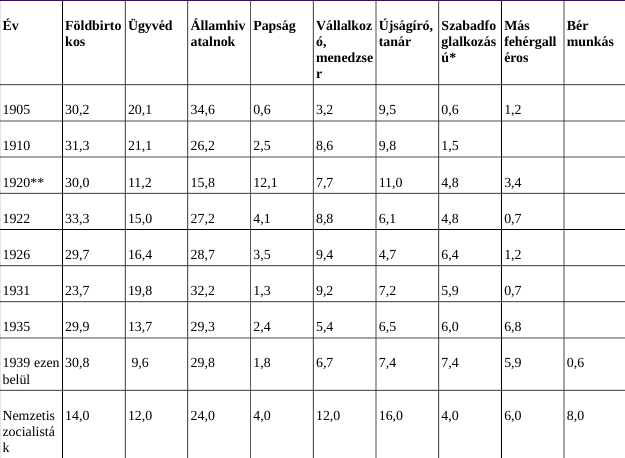 Év Földbirtokos Ügyvéd Államhivatalnok Papság Vállalkozó, menedzser Újságíró, tanár Szabadfoglalkozású* Más fehérgalléros Bér munkás
1905 30,2 20,1 34,6 0,6 3,2 9,5 0,6 1,2
1910 31,3 21,1 26,2 2,5 8,6 9,8 1,5
1920** 30,0 11,2 15,8 12,1 7,7 11,0 4,8 3,4
1922 33,3 15,0 27,2 4,1 8,8 6,1 4,8 0,7
1926 29,7 16,4 28,7 3,5 9,4 4,7 6,4 1,2
1931 23,7 19,8 32,2 1,3 9,2 7,2 5,9 0,7
1935 29,9 13,7 29,3 2,4 5,4 6,5 6,0 6,8
1939 ezen belül 30,8 9,6 29,8 1,8 6,7 7,4 7,4 5,9 0,6
Nemzetiszocialisták 14,0 12,0 24,0 4,0 12,0 16,0 4,0 6,0 8,0